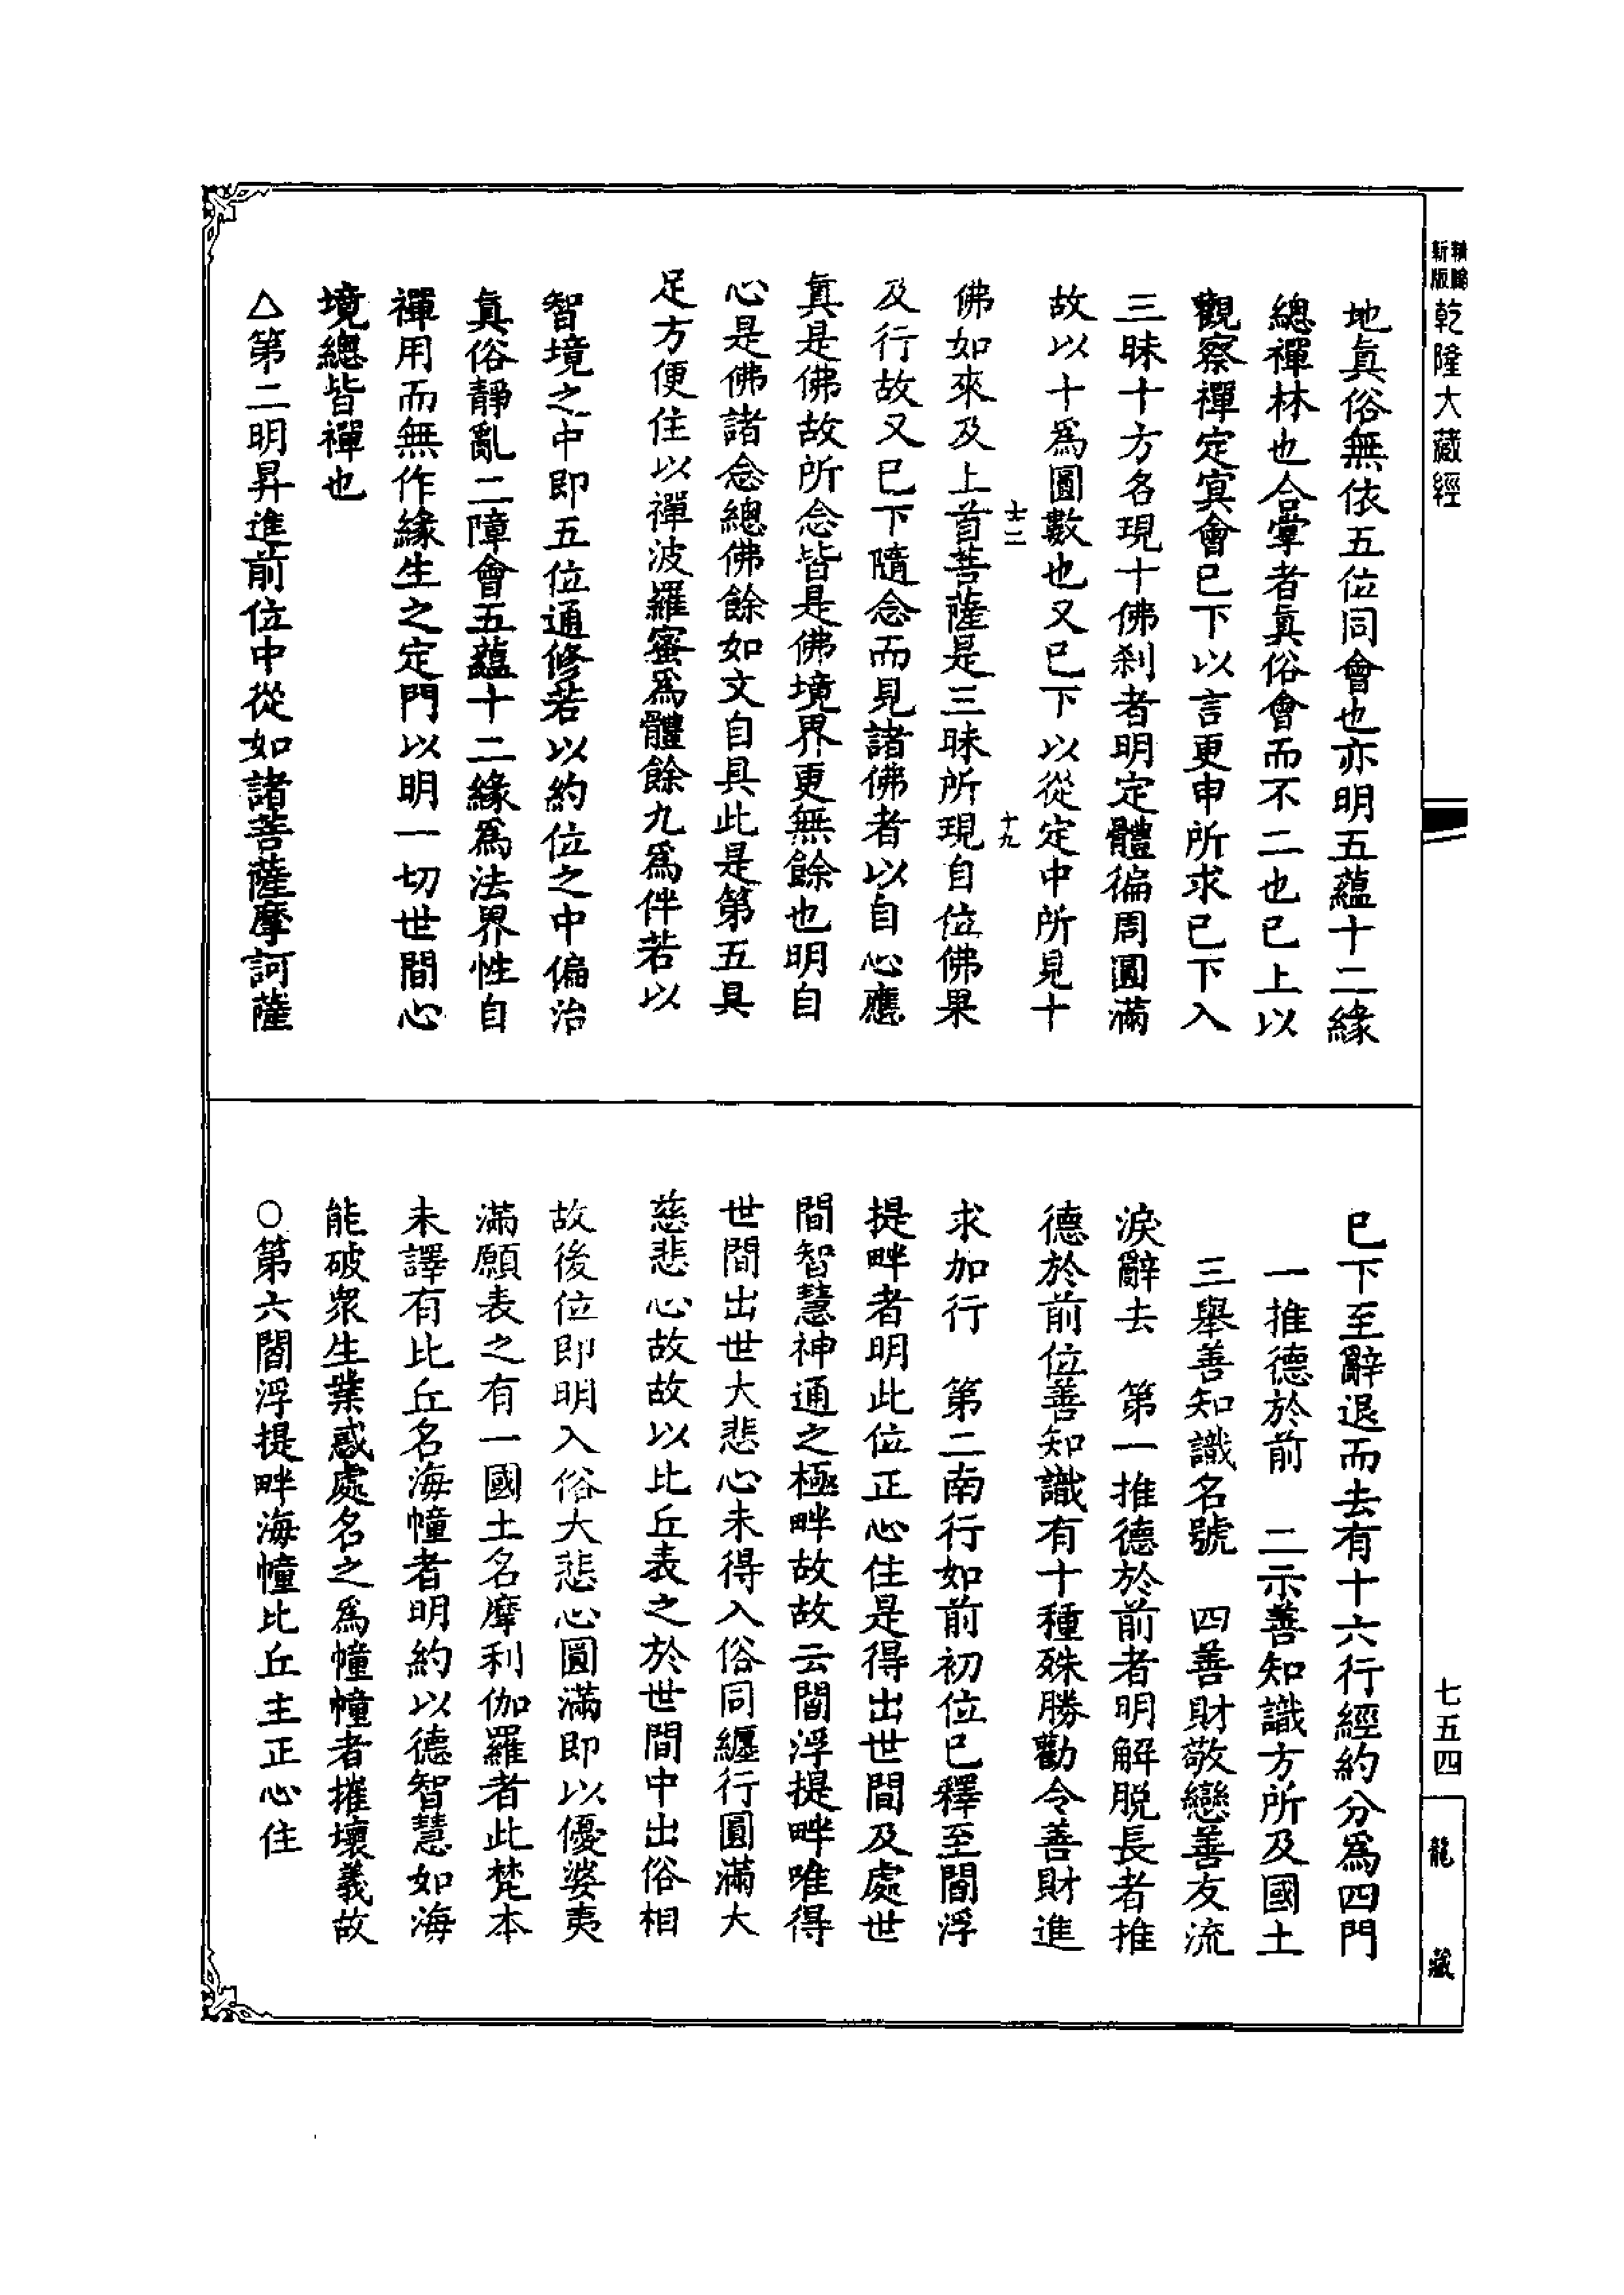 新版
精縮
乾隆大藏經
七五四
龍藏
地眞俗無依五位同會也亦明五蘊十二緣
總禪林也合掌者眞俗會而不二也已上以
觀察禪定寘會已下以言更申所求已下入
三昧十方名現十佛刹者明定體徧周圓滿
故以十爲圓數也又已下以從定中所見十
士二
十九
佛如來及上首菩薩是三昧所現自位佛果
及行故又已下隨念而見諸佛者以自心應
眞是佛故所念皆是佛境界更無餘也明自
心是佛諸念總佛餘如文自具此是第五具
足方便住以禪波羅蜜爲體餘九爲伴若以
智境之中即五位通修若以約位之中偏治
眞俗靜亂二障會五蘊十二緣爲法界性自
禪用而無作緣生之定門以明一切世間心
境總皆禪也
△第二明昇進前位中從如諸菩薩摩訶薩
已下至辭退而去有十六行經約分爲四門
一推德於前　二示善知識方所及國土
三舉善知識名號　四善財敬戀善友流
淚辭去　第一推德於前者明解脱長者推
德於前位善知識有十種殊勝勸令善財進
求加行　第二南行如前初位已釋至閻浮
提畔者明此位正心住是得出世間及處世
間智慧神通之極畔故故云閻浮提畔唯得
世間出世大悲心未得入俗同纏行圓滿大
慈悲心故故以比丘表之於世間中出俗相
故後位即明入俗大悲心圓滿即以優婆夷
滿願表之有一國土名摩利伽羅者此梵本
未譯有比丘名海幢者明約以德智慧如海
能破衆生業惑處名之爲幢幢者摧壞義故
○第六閻浮提畔海幢比丘主正心住